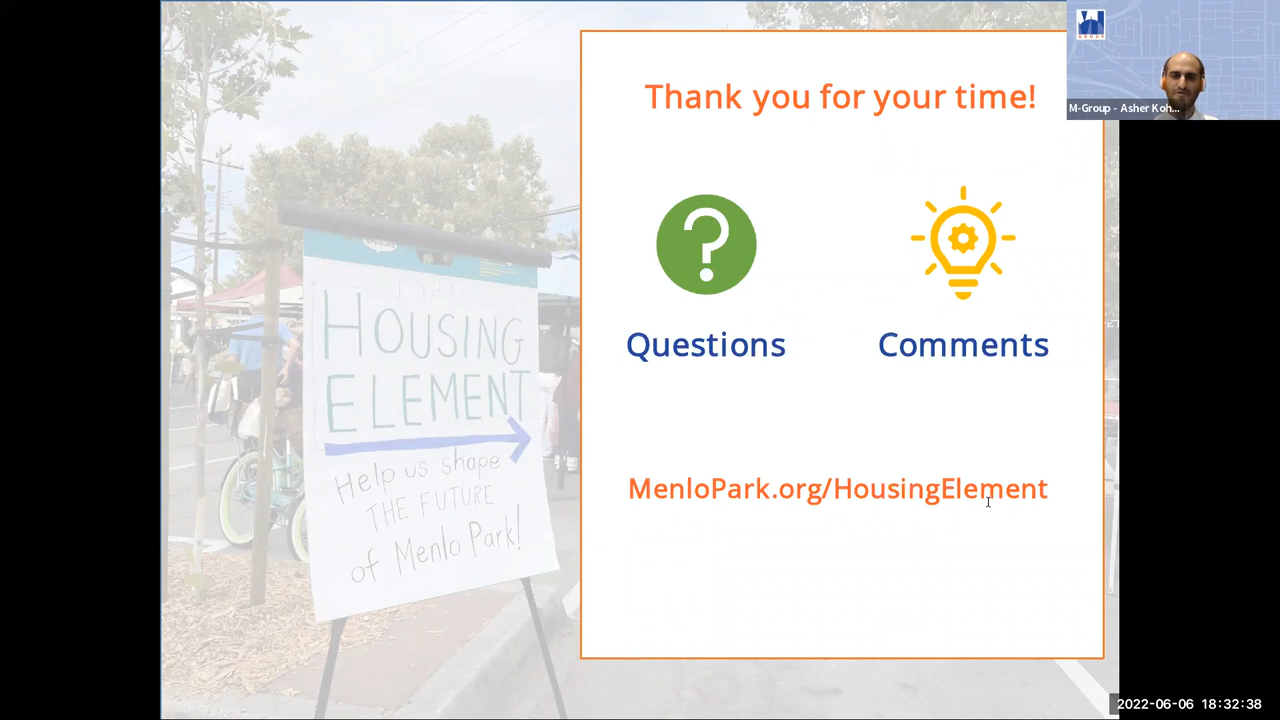 Thank you for your time!
?
Questions
Comments
MenloPark.org/HousingElement
HOUSING
ELEMENT
Help us shape
THE FUTURE
of Menlo Park!
GROUP
M-Group - Asher Koh...
2022-06-06 18:32:38